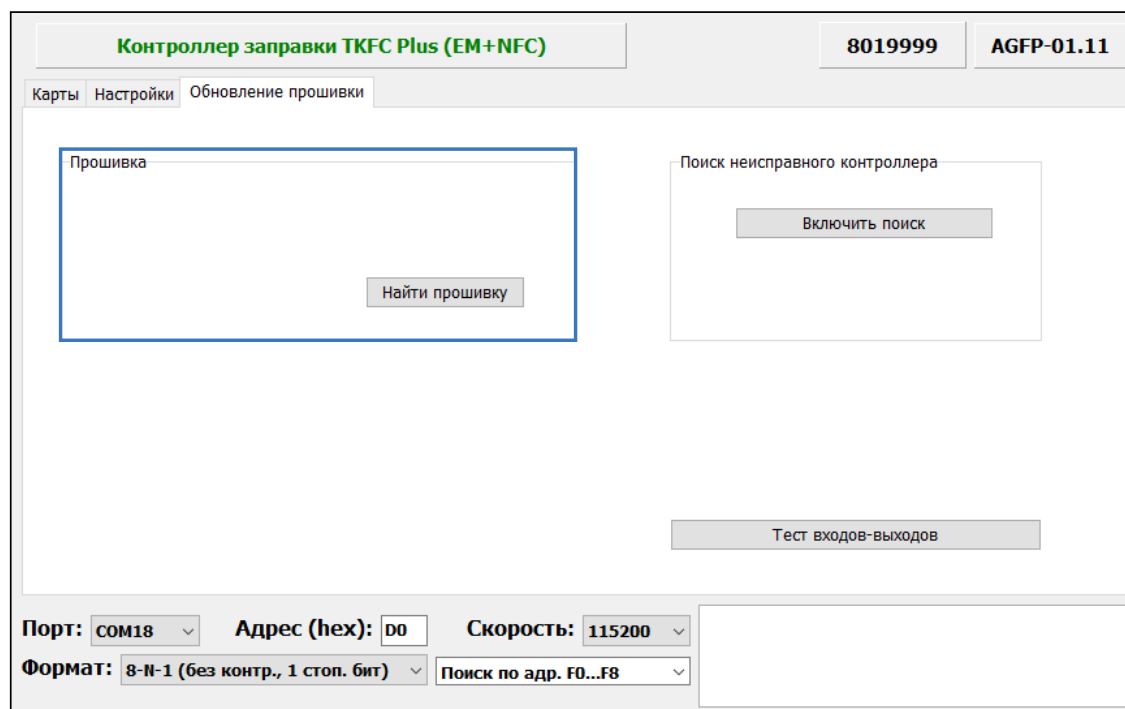 Контроллер заправки TKFC Plus (EM+NFC)
8019999
AGFP-01.11
Карты
Настройки
Обновление прошивки
Прошивка
Найти прошивку
Поиск неисправного контроллера
Включить поиск
Тест входов-выходов
Порт: COM18
Адрес (hex): D0
Скорость: 115200
Формат: 8-N-1 (без контр., 1 стоп. бит)
Поиск по адр. F0...F8